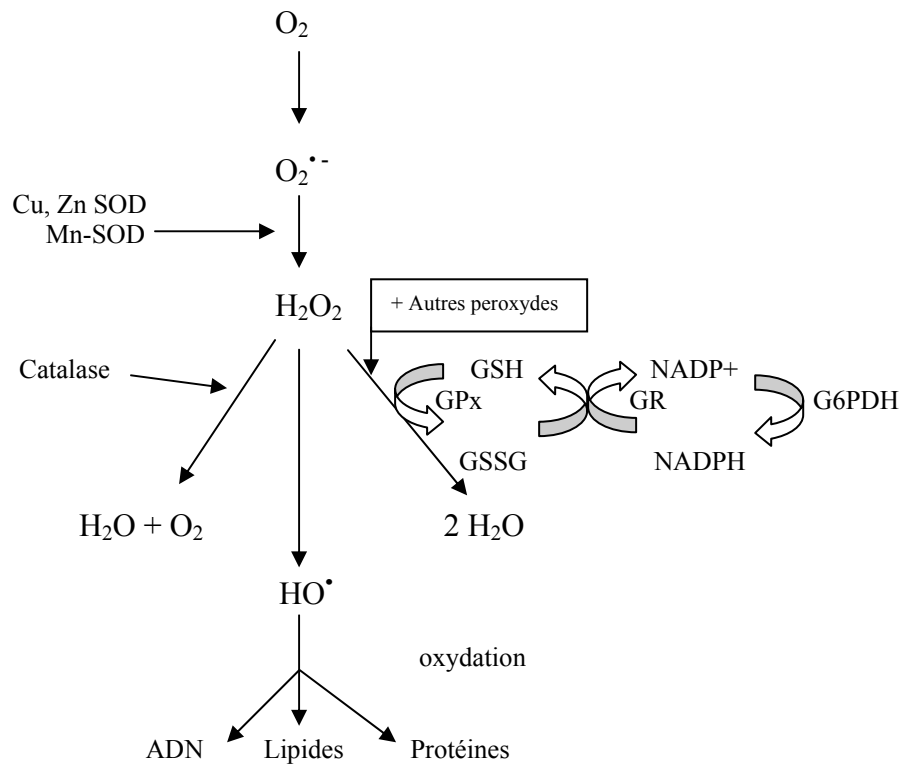 O₂
O₂•-
Cu, Zn SOD
Mn-SOD
H₂O₂
+ Autres peroxydes
Catalase
GSH
NADP+
GPx
GR
G6PDH
GSSG
NADPH
H₂O + O₂
2 H₂O
HO•
oxydation
ADN
Lipides
Protéines